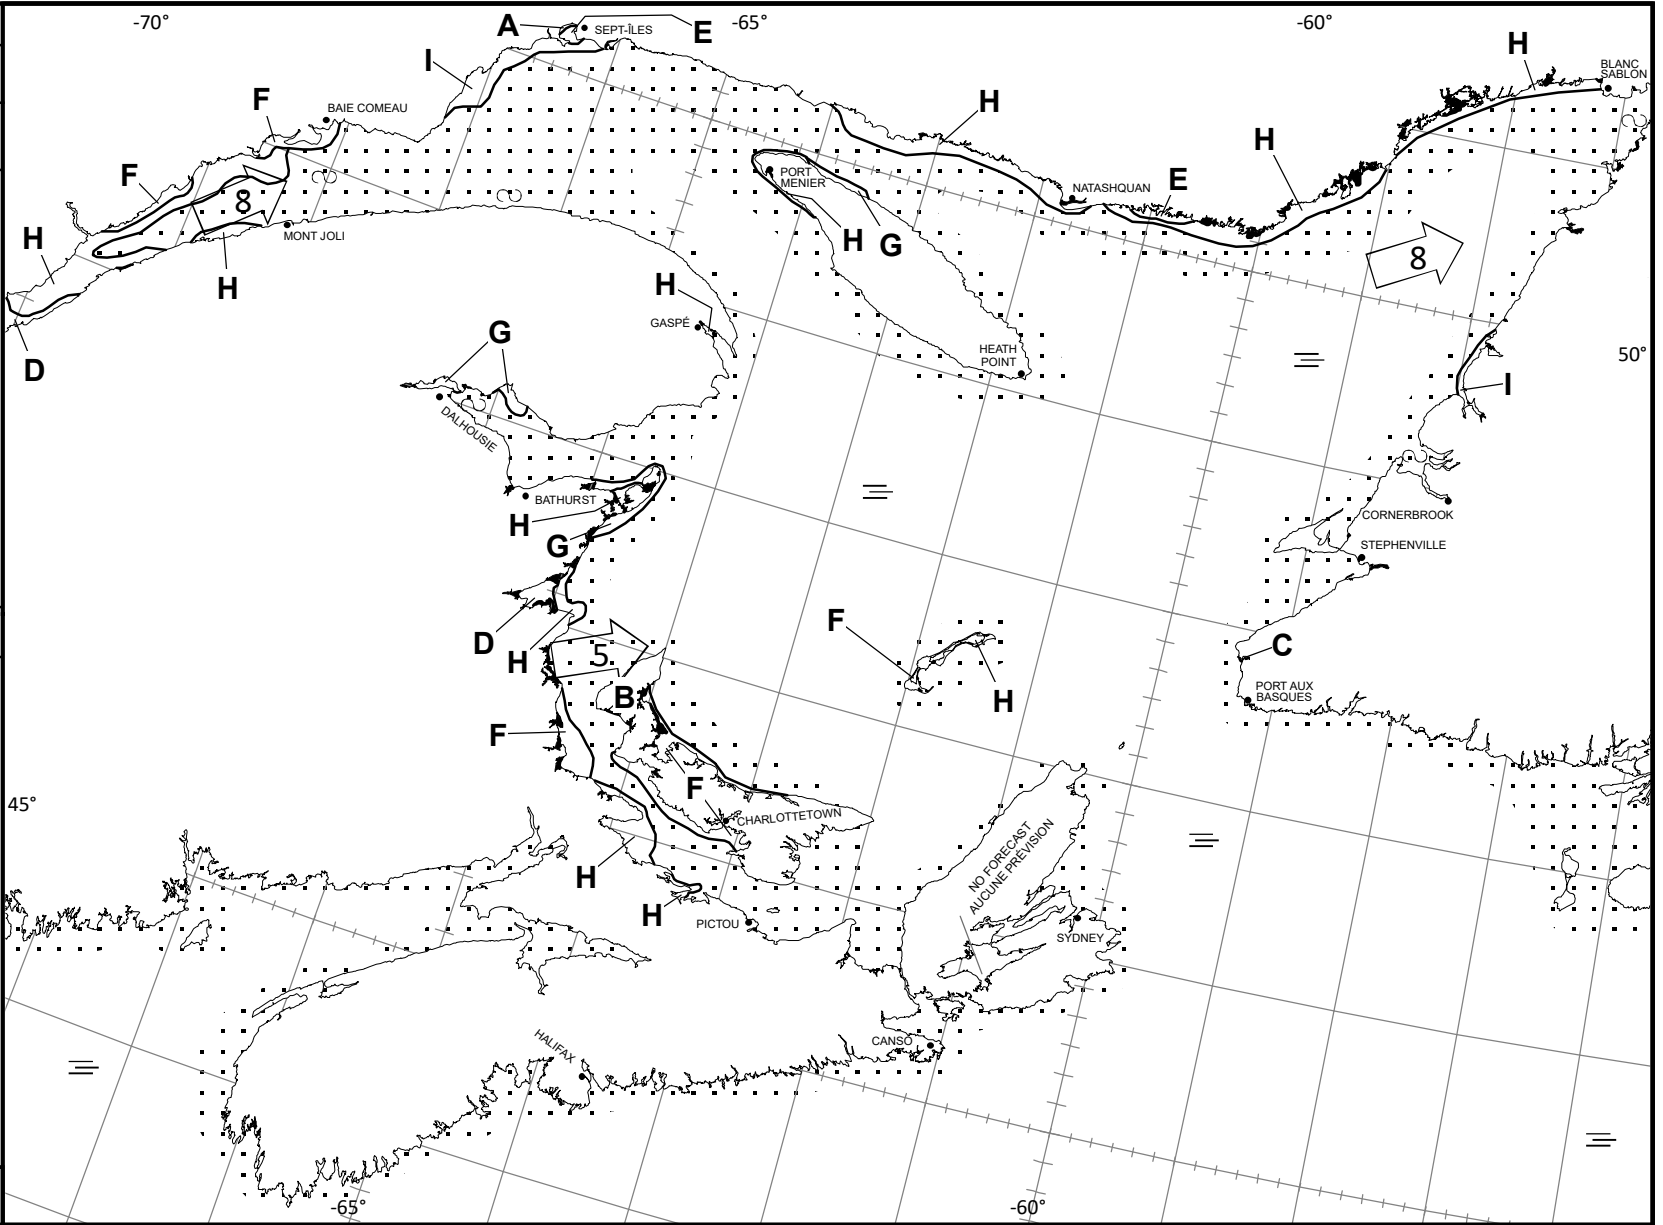 -70°
-65°
-60°
A
SEPT-ÎLES
E
I
H
BLANC
SABLON
F
BAIE COMEAU
H
H
F
PORT
MENIER
NATASHQUAN
E
8
MONT JOLI
H
H
H
G
8
H
GASPÉ
D
G
HEATH
POINT
50°
I
DALHOUSIE
BATHURST
H
G
CORNERBROOK
STEPHENVILLE
D
H
5
F
C
B
H
PORT AUX
BASQUES
F
F
45°
CHARLOTTETOWN
NO FORECAST
AUCUNE PRÉVISION
H
H
PICTOU
SYDNEY
HALIFAX
CANSO
-65°
-60°